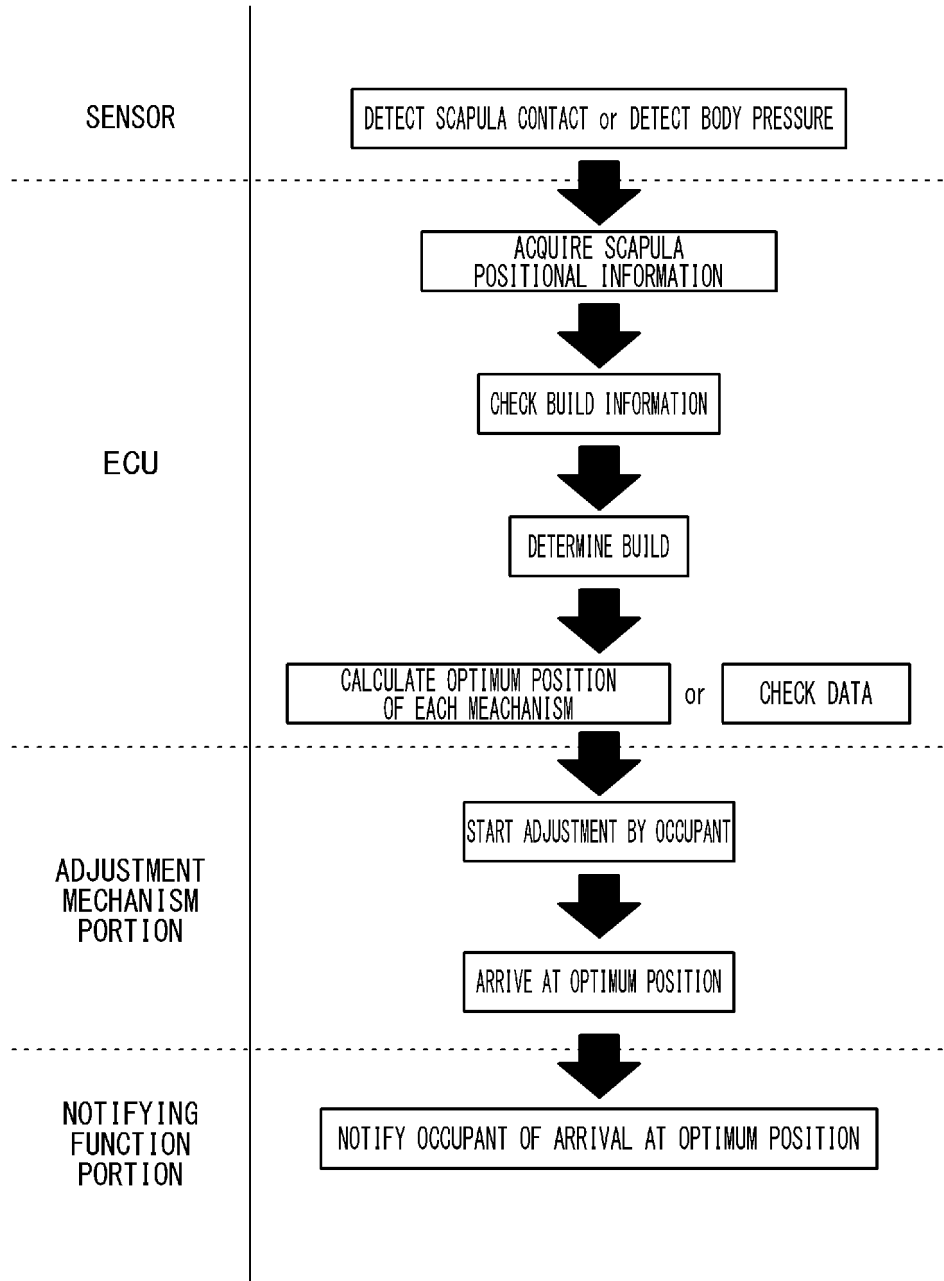 SENSOR
DETECT SCAPULA CONTACT or DETECT BODY PRESSURE
ECU
ACQUIRE SCAPULA
POSITIONAL INFORMATION
CHECK BUILD INFORMATION
DETERMINE BUILD
CALCULATE OPTIMUM POSITION
OF EACH MEACHANISM
or
CHECK DATA
ADJUSTMENT
MECHANISM
PORTION
START ADJUSTMENT BY OCCUPANT
ARRIVE AT OPTIMUM POSITION
NOTIFYING
FUNCTION
PORTION
NOTIFY OCCUPANT OF ARRIVAL AT OPTIMUM POSITION